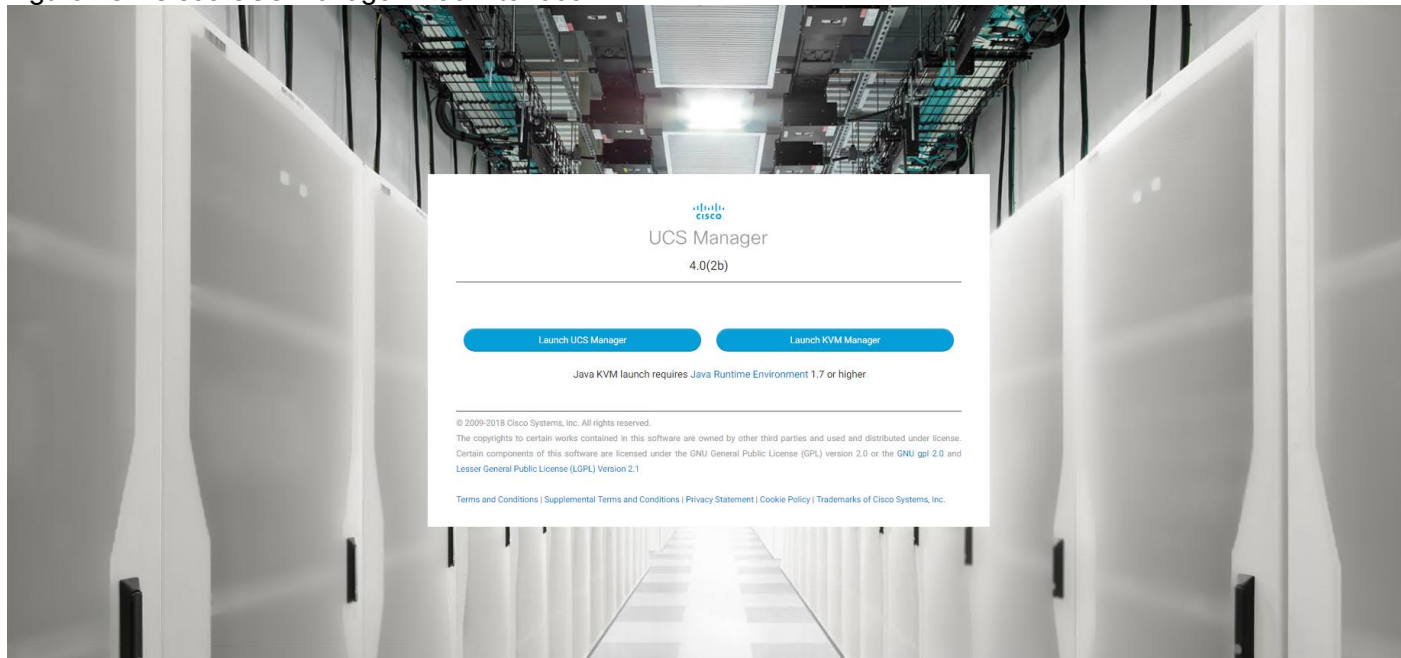 CISCO
UCS Manager
4.0(2b)
Launch UCS Manager
Launch KVM Manager
Java KVM launch requires Java Runtime Environment 1.7 or higher
© 2009-2018 Cisco Systems, Inc. All rights reserved.
The copyrights to certain works contained in this software are owned by other third parties and used and distributed under license.
Certain components of this software are licensed under the GNU General Public License (GPL) version 2.0 or the GNU gpl 2.0 and
Lesser General Public License (LGPL) Version 2.1
Terms and Conditions | Supplemental Terms and Conditions | Privacy Statement | Cookie Policy | Trademarks of Cisco Systems, Inc.